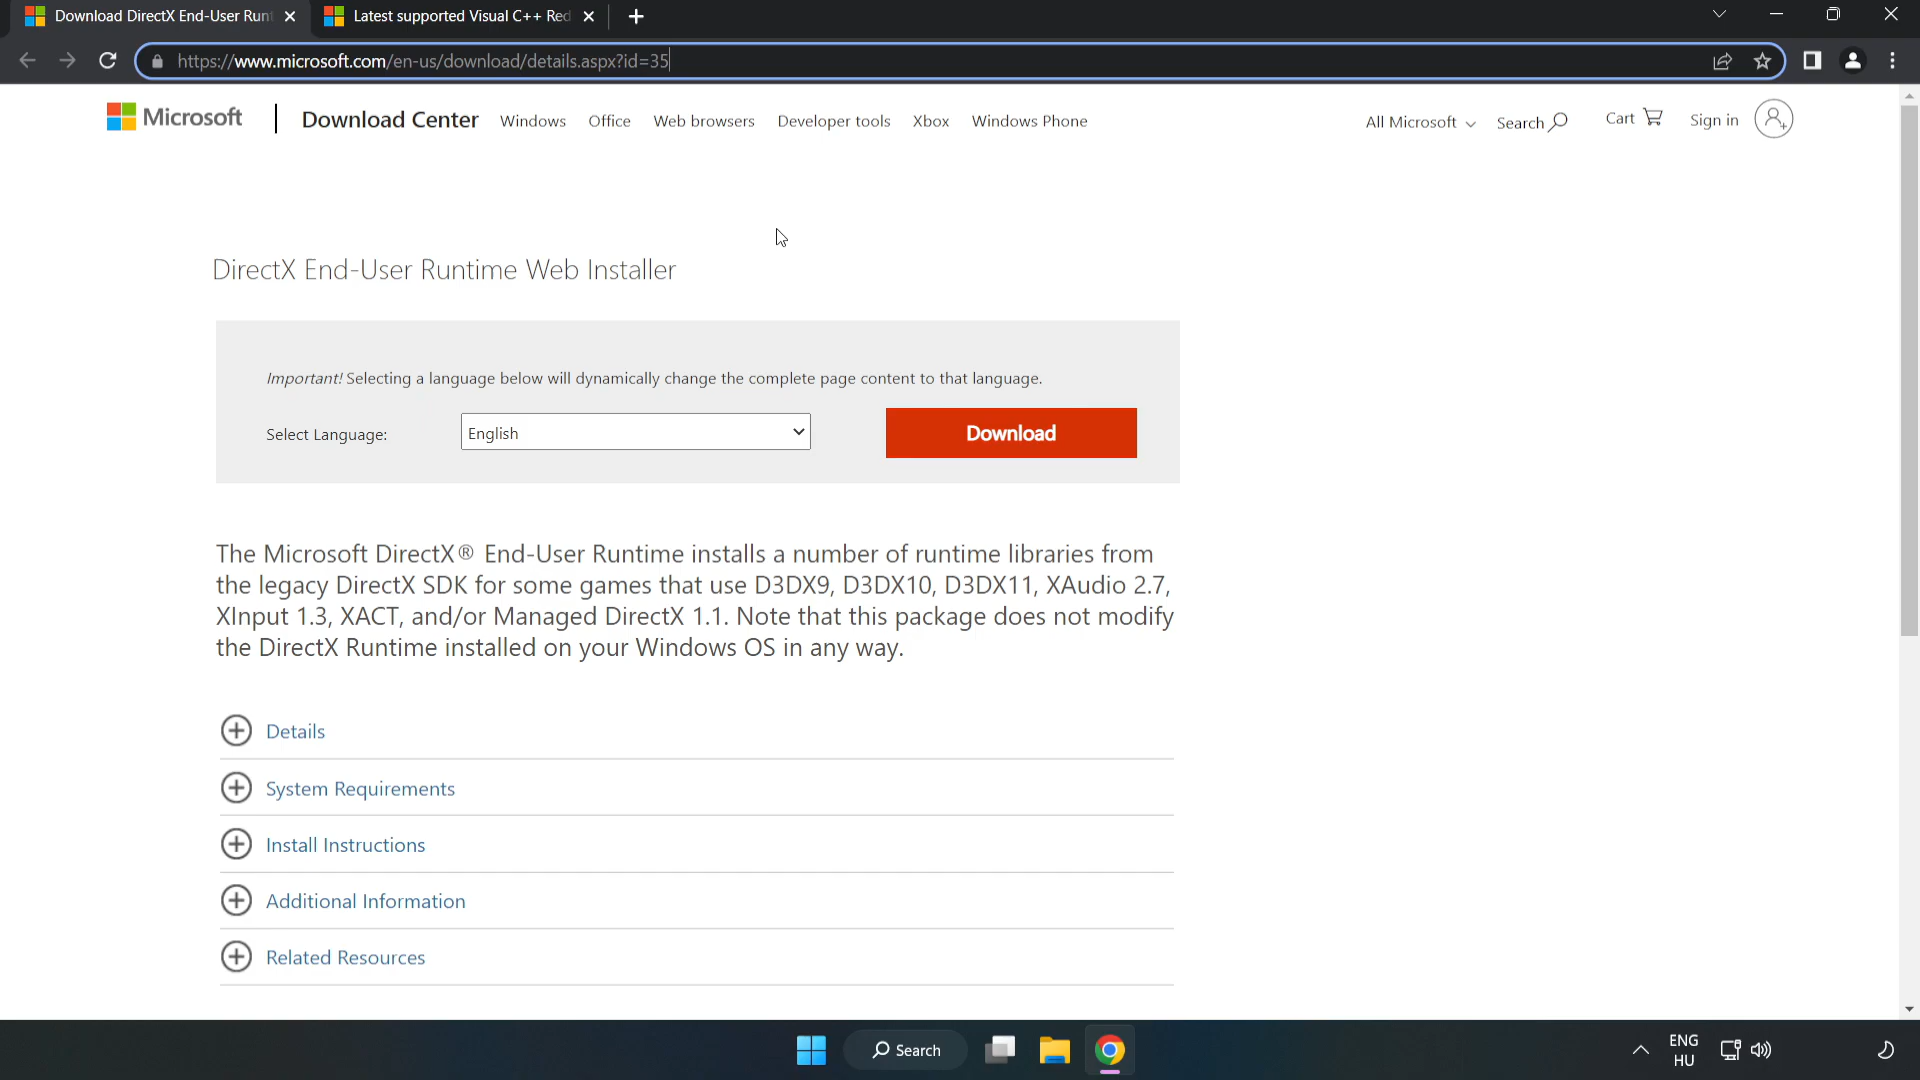 Download DirectX End-User Runt
Latest supported Visual C++ Red
https://www.microsoft.com/en-us/download/details.aspx?id=35
Microsoft
Download Center
Windows
Office
Web browsers
Developer tools
Xbox
Windows Phone
All Microsoft
Search
Cart
Sign in
DirectX End-User Runtime Web Installer
Important! Selecting a language below will dynamically change the complete page content to that language.
Select Language:
English
Download
The Microsoft DirectX® End-User Runtime installs a number of runtime libraries from
the legacy DirectX SDK for some games that use D3DX9, D3DX10, D3DX11, XAudio 2.7,
XInput 1.3, XACT, and/or Managed DirectX 1.1. Note that this package does not modify
the DirectX Runtime installed on your Windows OS in any way.
Details
System Requirements
Install Instructions
Additional Information
Related Resources
Search
ENG
HU